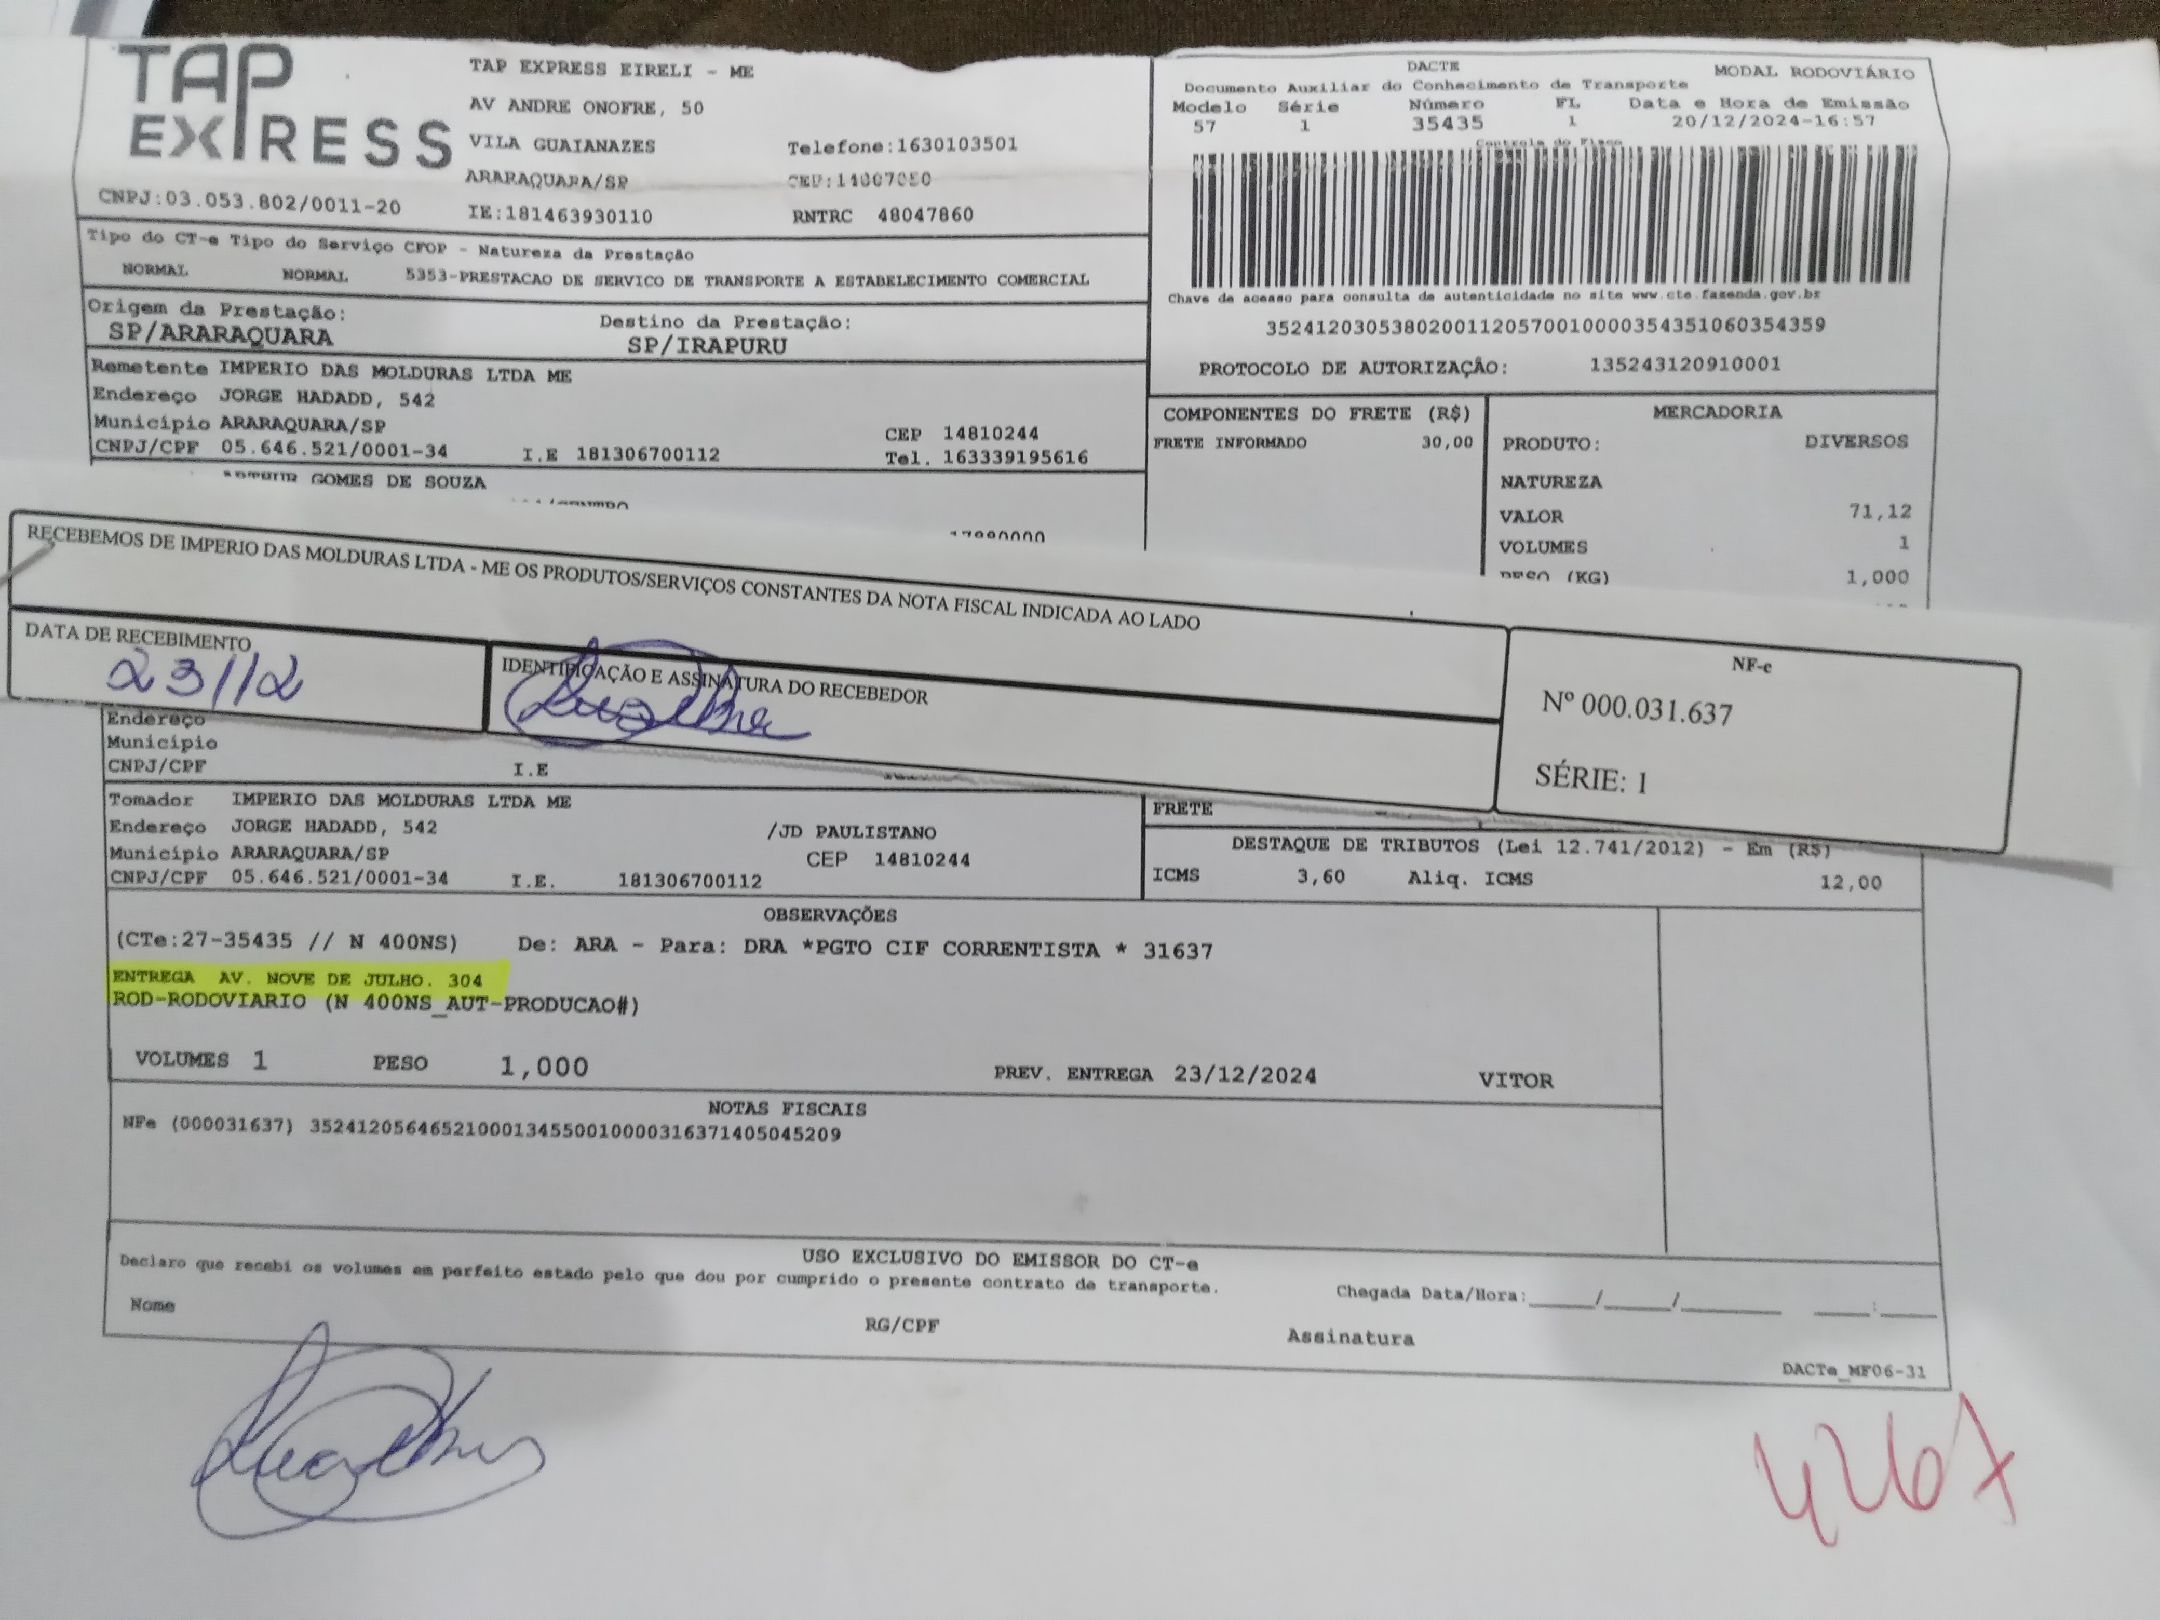 TAP
EXPRESS
CNPJ:03.053.802/0011-20
TAP EXPRESS EIRELI - ME
AV ANDRE ONOFRE, 50
VILA GUAIANAZES Telefone:1630103501
ARARAQUARA/SP
IE:181463930110 RNTRC 48047860
DACTE MODAL RODOVIÁRIO
Documento Auxiliar do Conhecimento de Transporte
Modelo Série Número FL Data e Hora de Emissão
57 1 35435 1 20/12/2024-16:57
Controle do Fisco
Chave de acesso para consulta de autenticidade no site www.cte.fazenda.gov.br
35241203053802001120570010000354351060354359
PROTOCOLO DE AUTORIZAÇÃO: 135243120910001
Tipo do CT-e Tipo do Serviço CFOP - Natureza da Prestação
NORMAL NORMAL 5353-PRESTACAO DE SERVICO DE TRANSPORTE A ESTABELECIMENTO COMERCIAL
Origem da Prestação: Destino da Prestação:
SP/ARARAQUARA SP/IRAPURU
Remetente IMPERIO DAS MOLDURAS LTDA ME
Endereço JORGE HADADD, 542
Município ARARAQUARA/SP CEP 14810244
CNPJ/CPF 05.646.521/0001-34 I.E 181306700112 Tel. 163339195616
GOMES DE SOUZA
COMPONENTES DO FRETE (R$)
FRETE INFORMADO 30,00
MERCADORIA
PRODUTO: DIVERSOS
NATUREZA
VALOR 71,12
VOLUMES 1
PESO (KG) 1,000
RECEBEMOS DE IMPERIO DAS MOLDURAS LTDA - ME OS PRODUTOS/SERVIÇOS CONSTANTES DA NOTA FISCAL INDICADA AO LADO
DATA DE RECEBIMENTO
23/12
IDENTIFICAÇÃO E ASSINATURA DO RECEBEDOR
NF-e
Nº 000.031.637
SÉRIE: 1
Endereço
Município
CNPJ/CPF I.E
Tomador IMPERIO DAS MOLDURAS LTDA ME
Endereço JORGE HADADD, 542 /JD PAULISTANO
Município ARARAQUARA/SP CEP 14810244
CNPJ/CPF 05.646.521/0001-34 I.E. 181306700112
FRETE
DESTAQUE DE TRIBUTOS (Lei 12.741/2012) - Em (R$)
ICMS 3,60 Aliq. ICMS 12,00
OBSERVAÇÕES
(CTe:27-35435 // N 400NS) De: ARA - Para: DRA *PGTO CIF CORRENTISTA * 31637
ENTREGA AV. NOVE DE JULHO. 304
ROD-RODOVIARIO (N 400NS_AUT-PRODUCAO#)
VOLUMES 1 PESO 1,000 PREV. ENTREGA 23/12/2024 VITOR
NOTAS FISCAIS
NFe (000031637) 35241205646521000134550010000316371405045209
USO EXCLUSIVO DO EMISSOR DO CT-e
Declaro que recebi os volumes em perfeito estado pelo que dou por cumprido o presente contrato de transporte.
Chegada Data/Hora:_____/_____/________ ____:____
Nome RG/CPF Assinatura
DACTe_MF06-31
4267